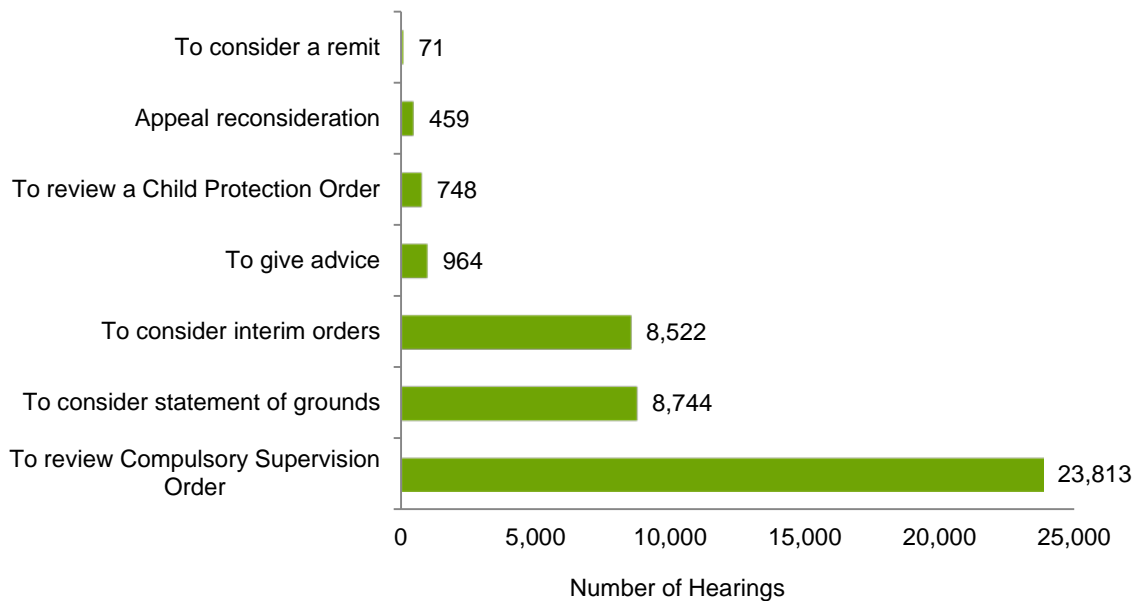 To consider a remit 71
Appeal reconsideration 459
To review a Child Protection Order 748
To give advice 964
To consider interim orders 8,522
To consider statement of grounds 8,744
To review Compulsory Supervision
Order 23,813
0 5,000 10,000 15,000 20,000 25,000
Number of Hearings